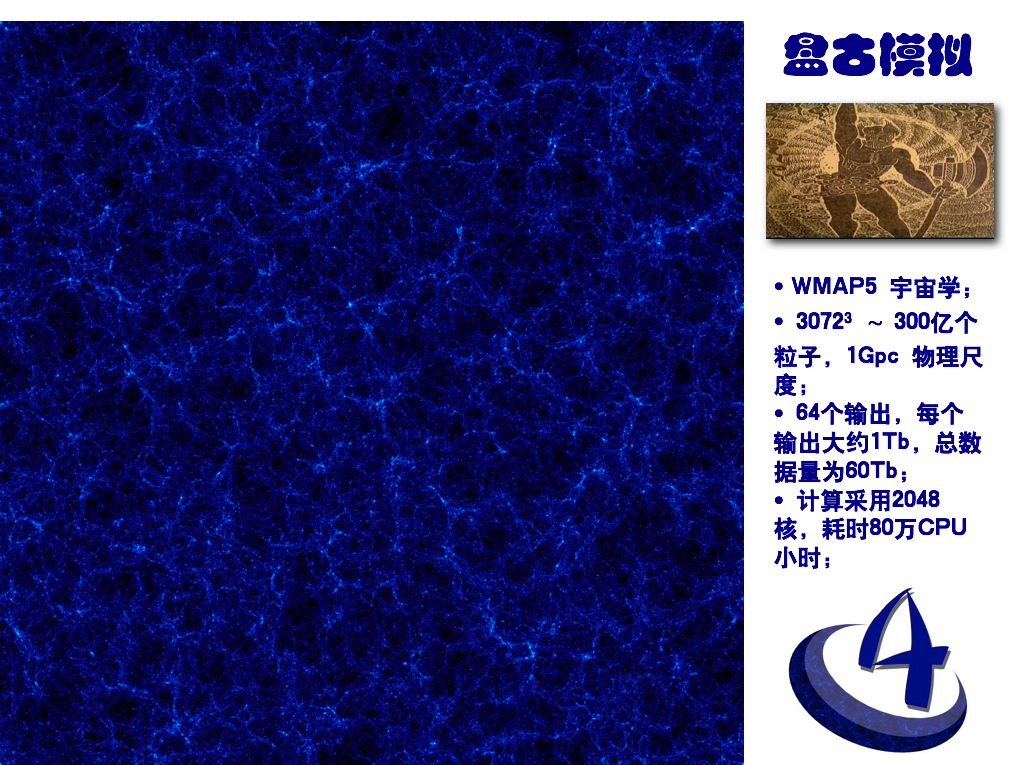 盘古模拟
• WMAP5 宇宙学；
• 3072³ ~ 300亿个
粒子，1Gpc 物理尺
度；
• 64个输出，每个
输出大约1Tb，总数
据量为60Tb；
• 计算采用2048
核，耗时80万CPU
小时；
4